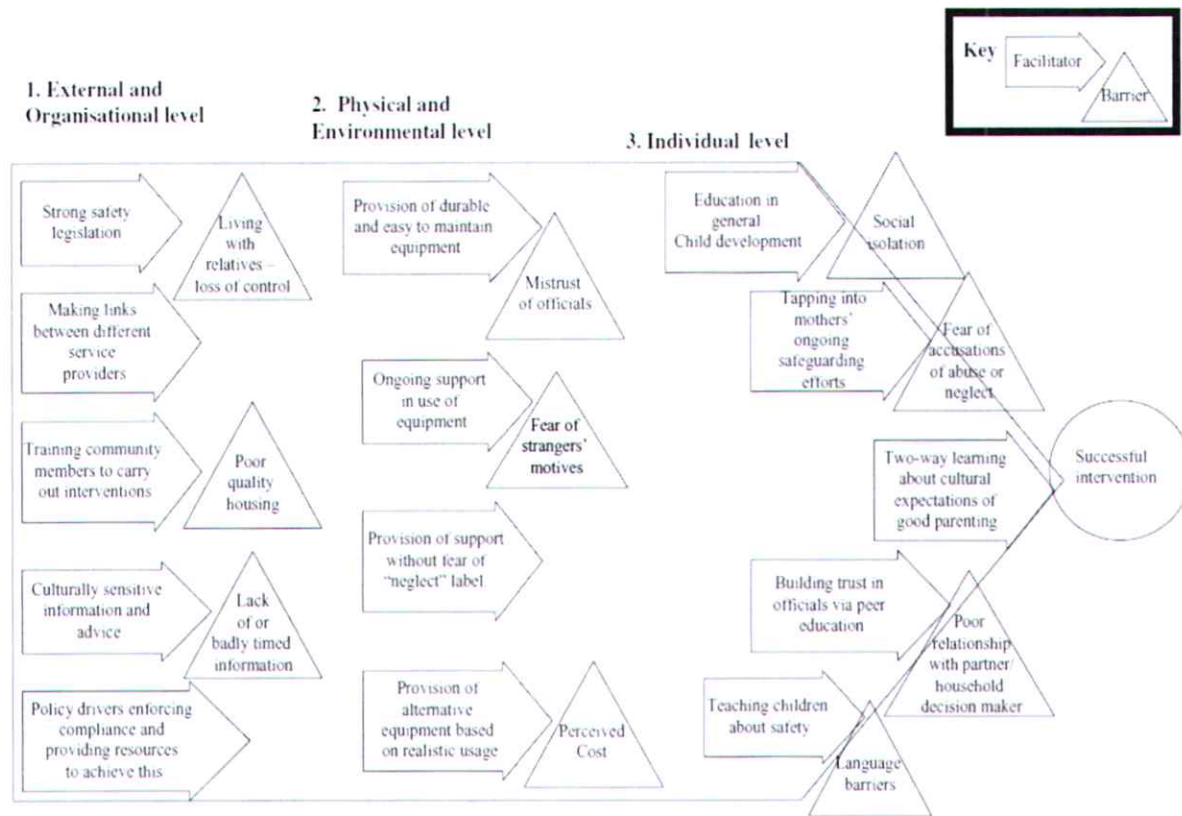 Key
Facilitator
Barrier
1. External and
Organisational level
2. Physical and
Environmental level
3. Individual level
Strong safety
legislation
Living
with
relatives –
loss of control
Making links
between different
service
providers
Training community
members to carry
out interventions
Poor
quality
housing
Culturally sensitive
information and
advice
Lack
of or
badly timed
information
Policy drivers enforcing
compliance and
providing resources
to achieve this
Provision of durable
and easy to maintain
equipment
Mistrust
of officials
Ongoing support
in use of
equipment
Fear of
strangers'
motives
Provision of support
without fear of
"neglect" label
Provision of
alternative
equipment based
on realistic usage
Perceived
Cost
Education in
general
Child development
Social
isolation
Tapping into
mothers'
ongoing
safeguarding
efforts
Fear of
accusations
of abuse or
neglect
Two-way learning
about cultural
expectations of
good parenting
Building trust in
officials via peer
education
Poor
relationship
with partner/
household
decision maker
Teaching children
about safety
Language
barriers
Successful
intervention